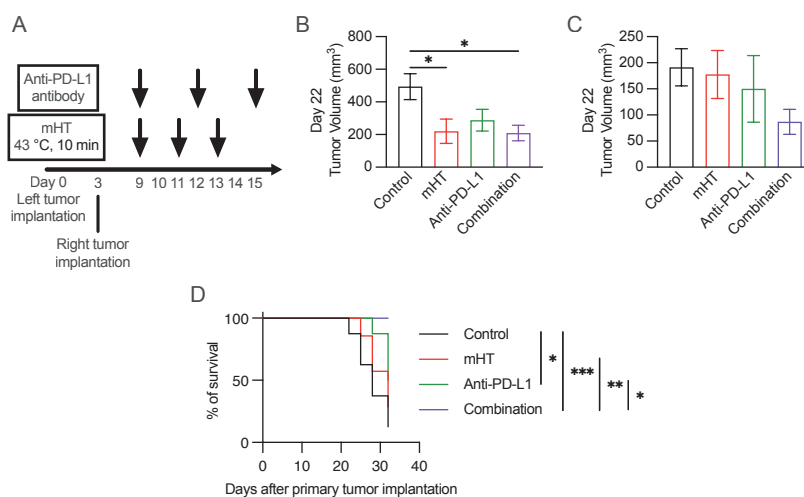 A
Anti-PD-L1
antibody
mHT
43 °C, 10 min
Day 0 3 9 10 11 12 13 14 15
Left tumor
implantation
Right tumor
implantation
B
Day 22
Tumor Volume (mm3)
800
600
400
200
0
*
*
Control
mHT
Anti-PD-L1
Combination
C
Day 22
Tumor Volume (mm3)
250
200
150
100
50
0
Control
mHT
Anti-PD-L1
Combination
D
% of survival
100
50
0
0 10 20 30 40
Days after primary tumor implantation
Control
mHT
Anti-PD-L1
Combination
* *** ** *